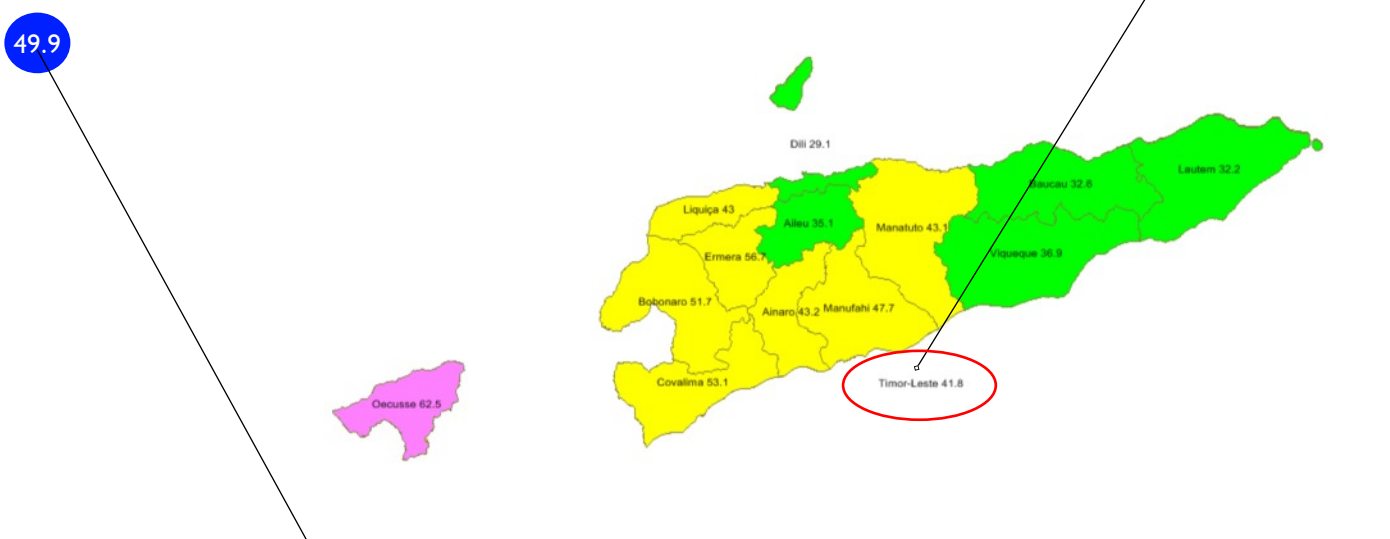 49.9
Dili 29.1
Lautem 32.2
Baucau 32.8
Liquiça 43
Aileu 35.1
Manatuto 43.1
Ermera 56.7
Viqueque 36.9
Bobonaro 51.7
Ainaro 43.2
Manufahi 47.7
Covalima 53.1
Timor-Leste 41.8
Oecusse 62.5